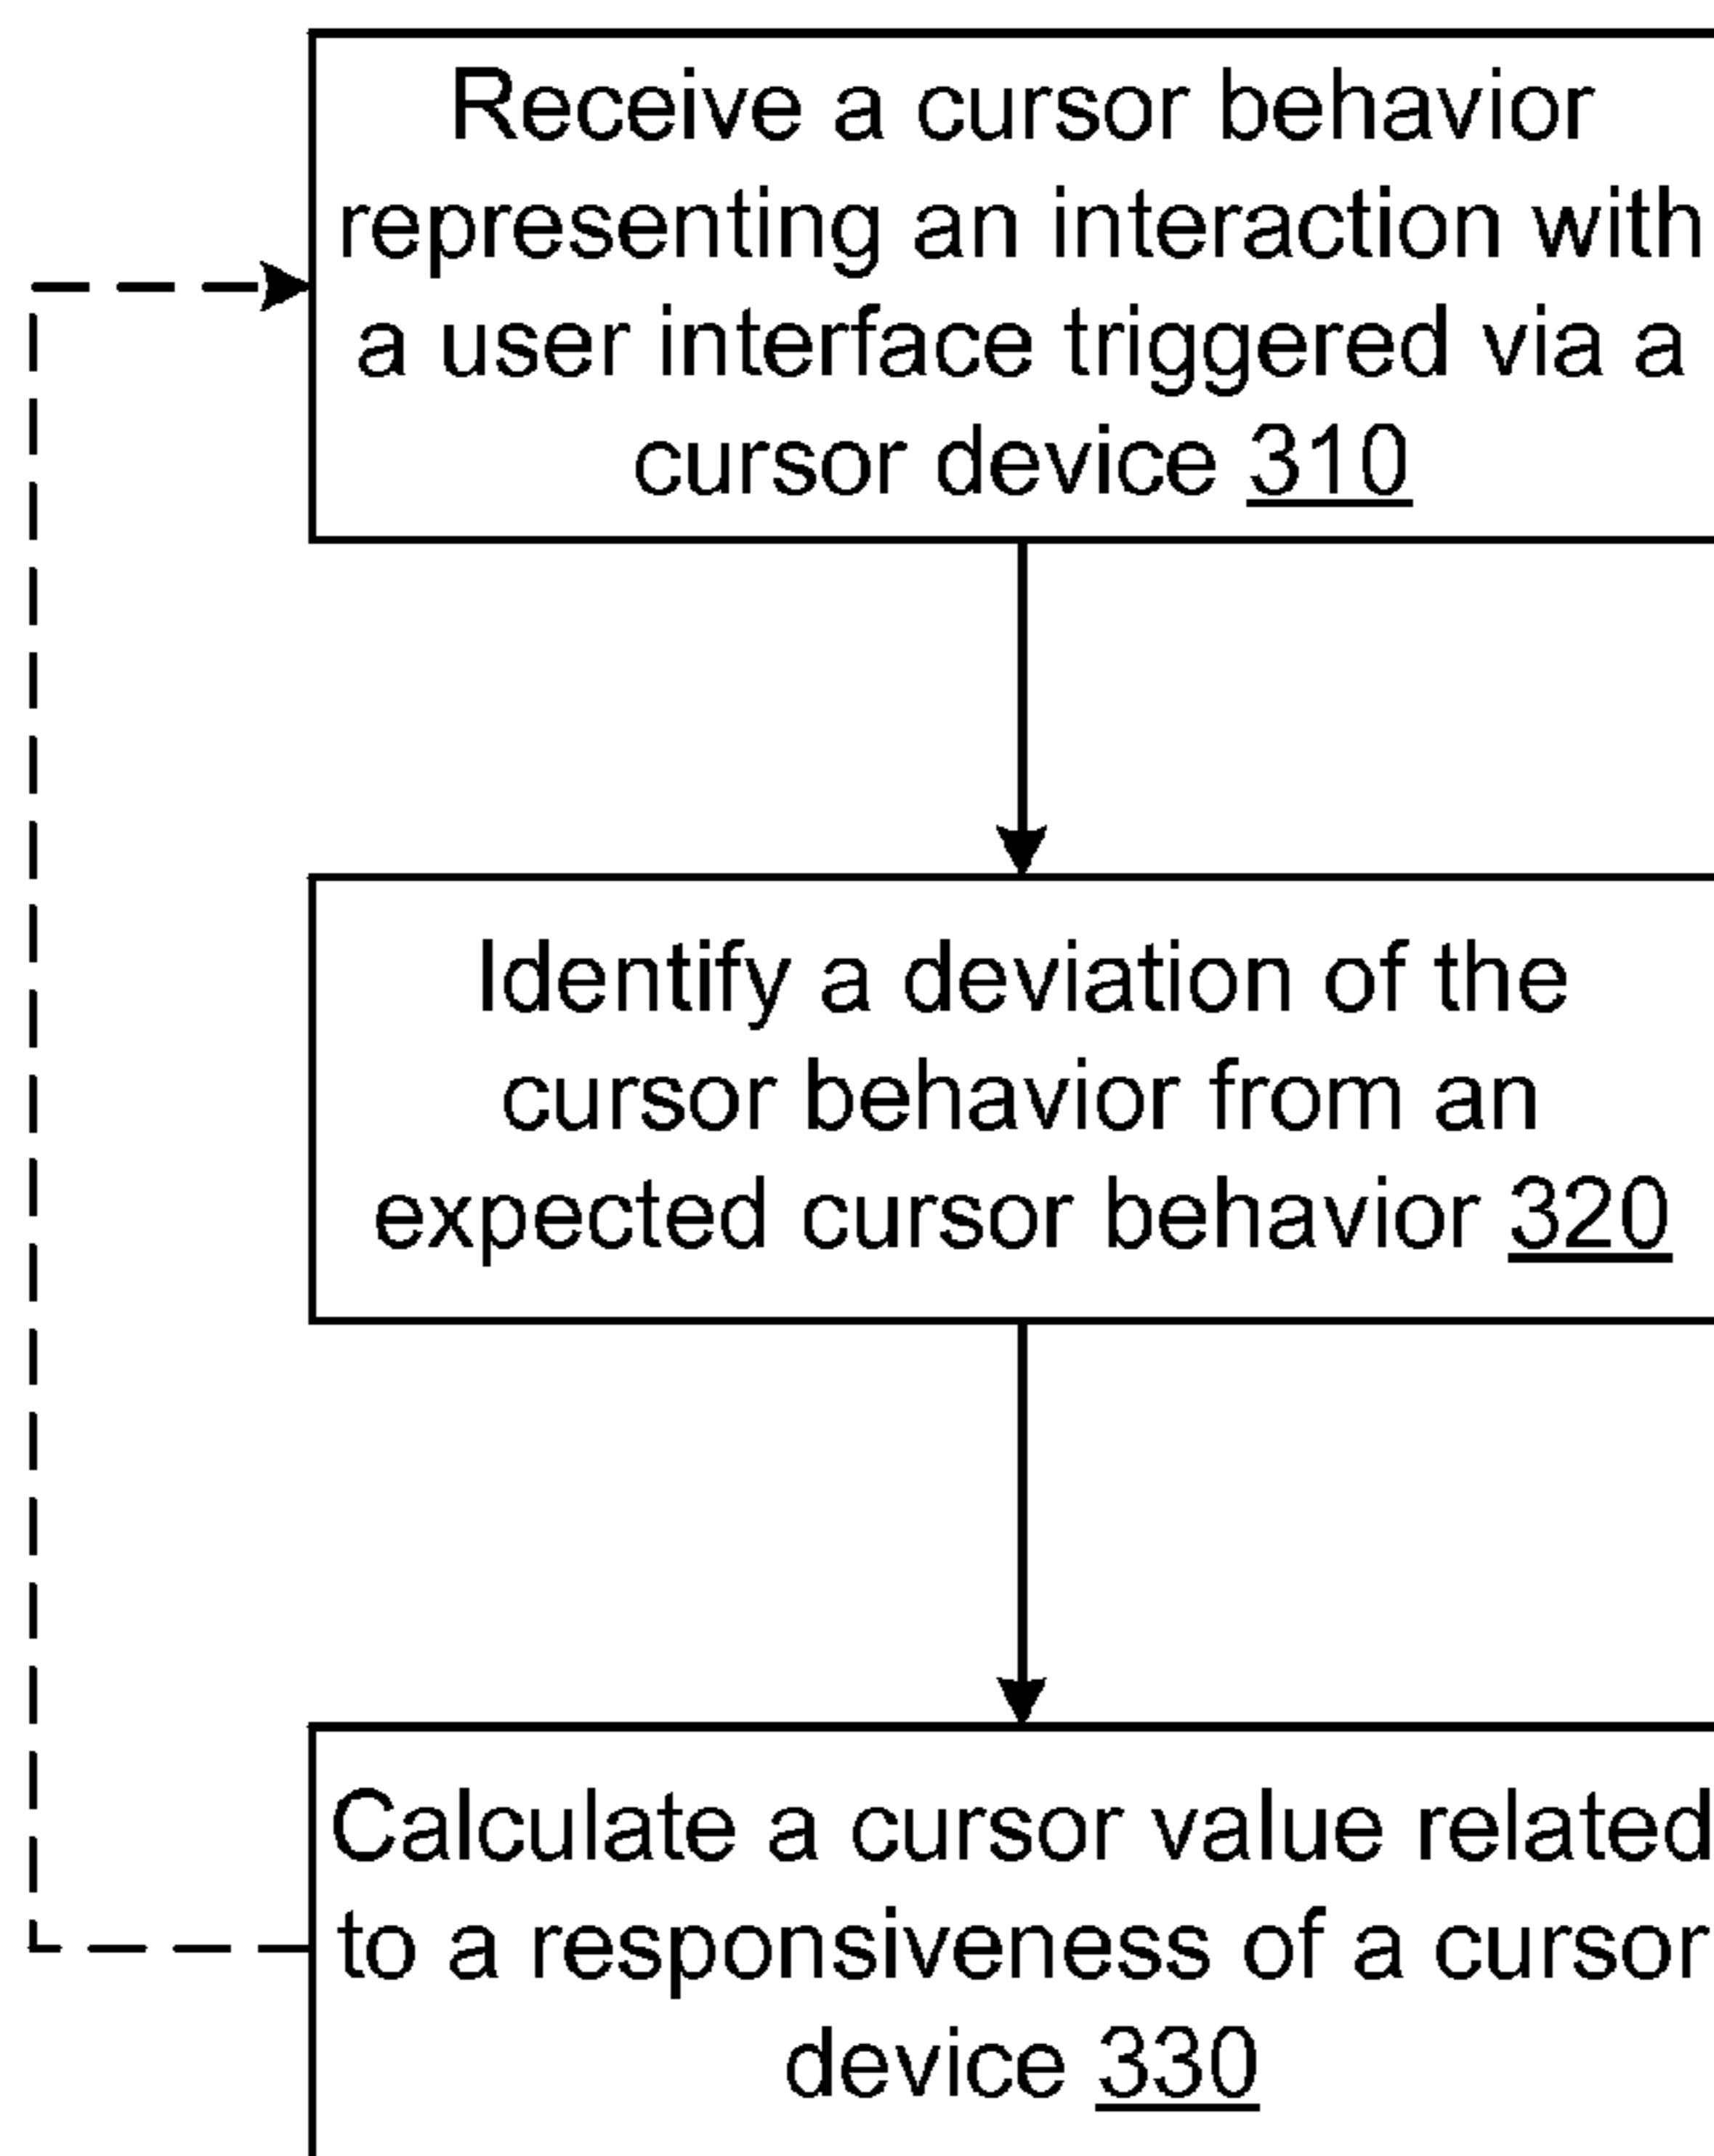 Receive a cursor behavior
representing an interaction with
a user interface triggered via a
cursor device 310
Identify a deviation of the
cursor behavior from an
expected cursor behavior 320
Calculate a cursor value related
to a responsiveness of a cursor
device 330